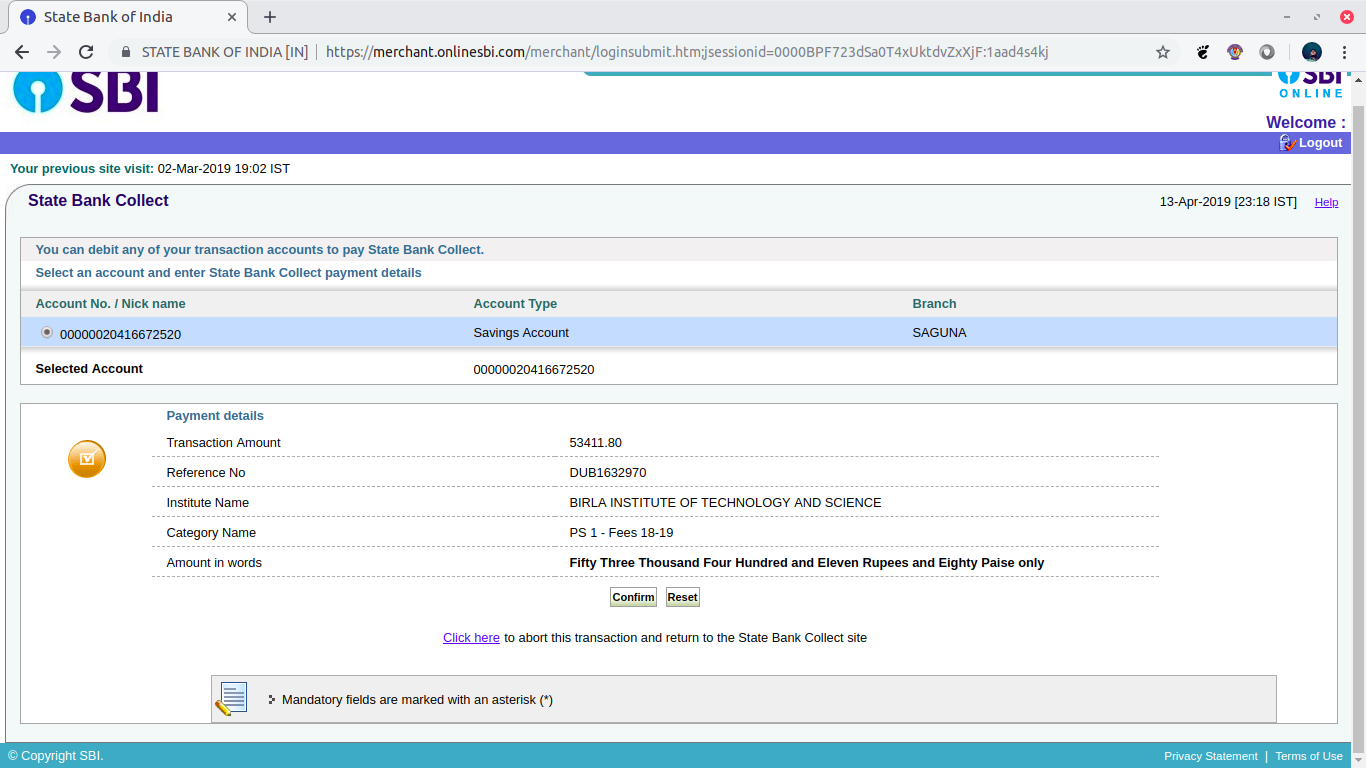 State Bank of India
STATE BANK OF INDIA [IN] | https://merchant.onlinesbi.com/merchant/loginsubmit.htm;jsessionid=0000BPF723dSa0T4xUktdvZxXjF:1aad4s4kj
SBI
SBI
ONLINE
Welcome :
Logout
Your previous site visit: 02-Mar-2019 19:02 IST
State Bank Collect 13-Apr-2019 [23:18 IST] Help
You can debit any of your transaction accounts to pay State Bank Collect.
Select an account and enter State Bank Collect payment details
Account No. / Nick name Account Type Branch
00000020416672520 Savings Account SAGUNA
Selected Account 00000020416672520
Payment details
Transaction Amount 53411.80
Reference No DUB1632970
Institute Name BIRLA INSTITUTE OF TECHNOLOGY AND SCIENCE
Category Name PS 1 - Fees 18-19
Amount in words Fifty Three Thousand Four Hundred and Eleven Rupees and Eighty Paise only
Confirm Reset
Click here to abort this transaction and return to the State Bank Collect site
Mandatory fields are marked with an asterisk (*)
© Copyright SBI. Privacy Statement | Terms of Use